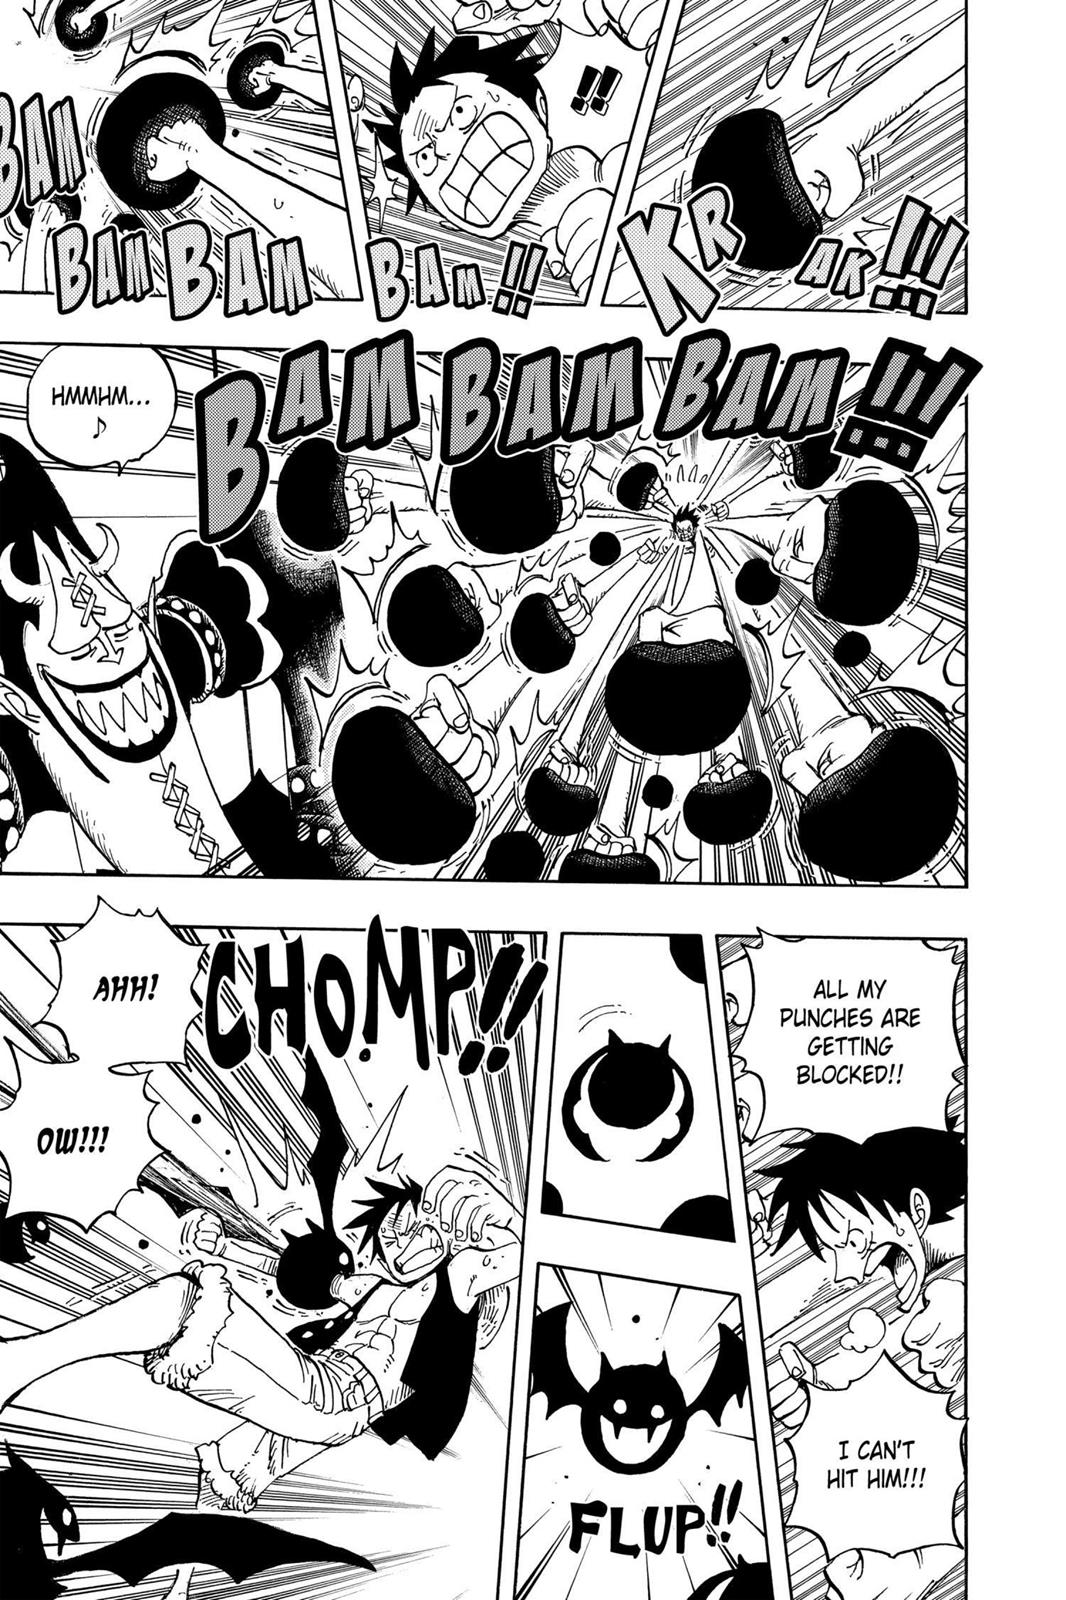 KRAK!!!
!!
BAM!!
BAM
BAM
BAM
BAM BAM BAM!!!
HMMHM...
♪
ALL MY
PUNCHES ARE
GETTING
BLOCKED!!
I CAN'T
HIT HIM!!!
FLUP!!
CHOMP!!
AHH!
OW!!!